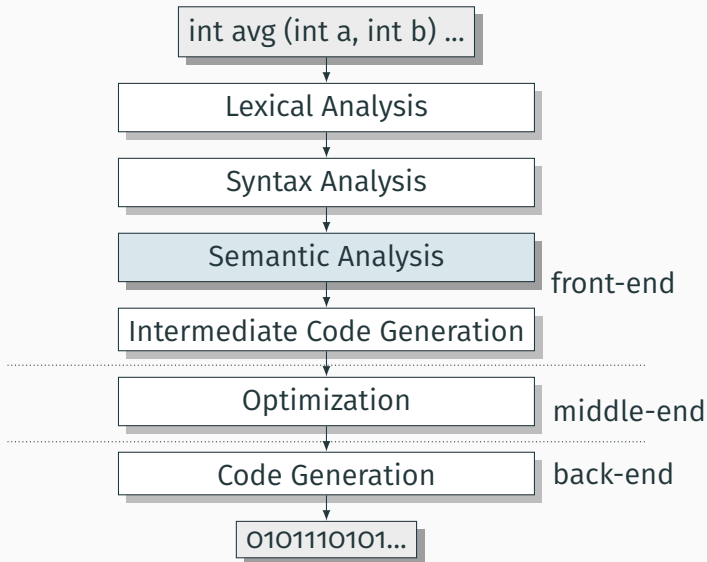 int avg (int a, int b) ...
Lexical Analysis
Syntax Analysis
Semantic Analysis
front-end
Intermediate Code Generation
Optimization
middle-end
Code Generation
back-end
0101110101...